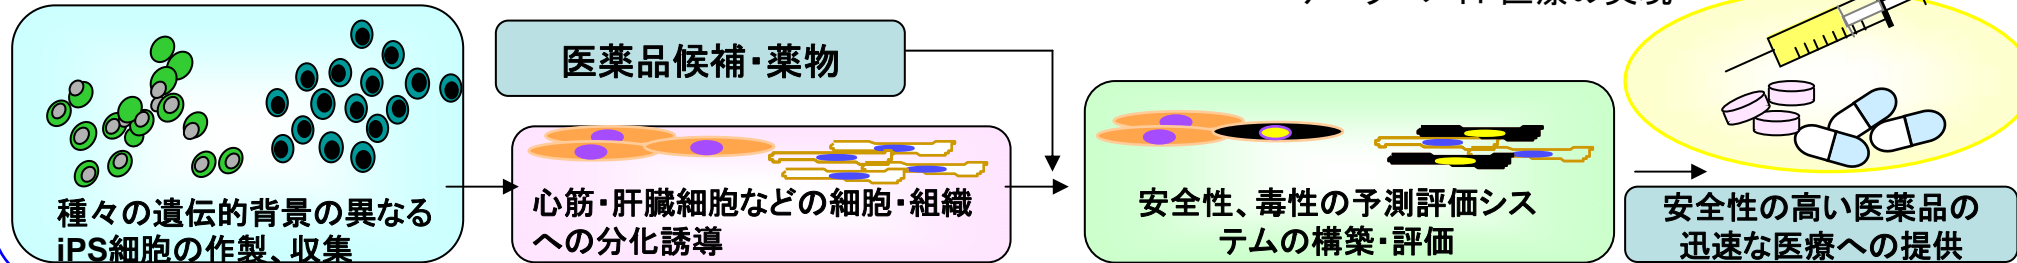 医薬品候補・薬物
種々の遺伝的背景の異なる
iPS細胞の作製、収集
心筋・肝臓細胞などの細胞・組織
への分化誘導
安全性、毒性の予測評価シス
テムの構築・評価
安全性の高い医薬品の
迅速な医療への提供